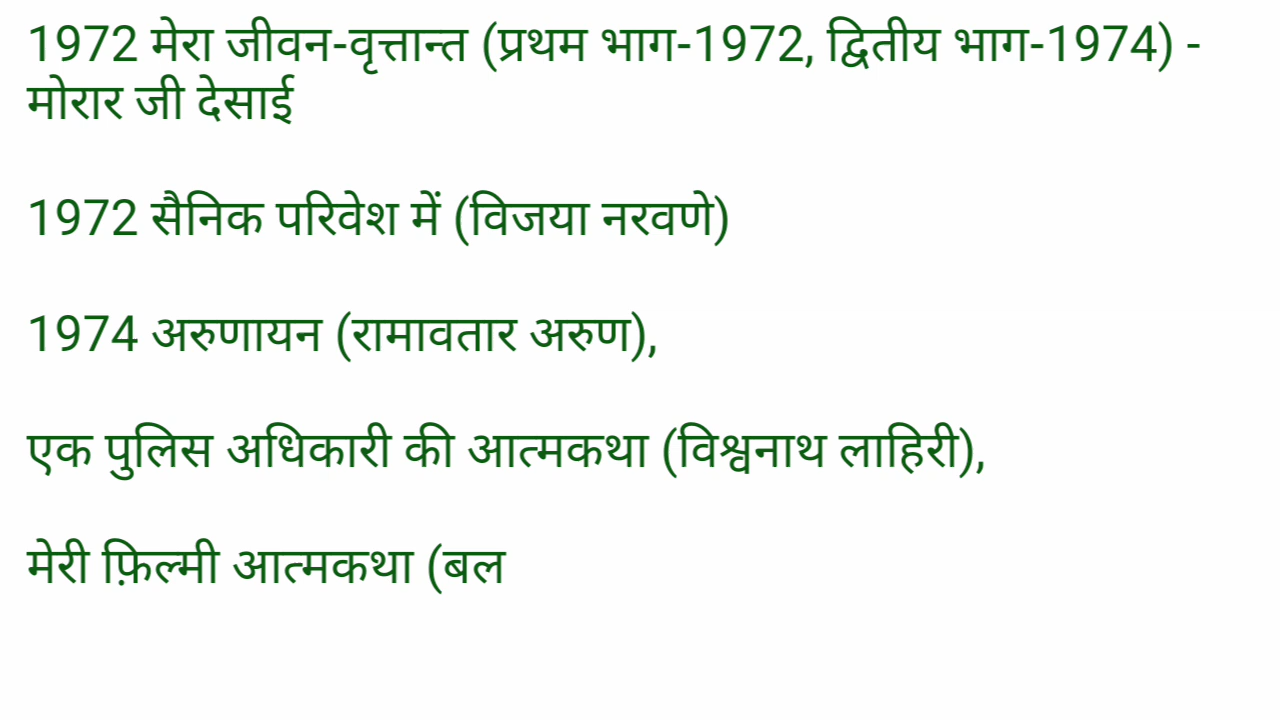 1972 मेरा जीवन-वृत्तान्त (प्रथम भाग-1972, द्वितीय भाग-1974) -
मोरार जी देसाई
1972 सैनिक परिवेश में (विजया नरवणे)
1974 अरुणायन (रामावतार अरुण),
एक पुलिस अधिकारी की आत्मकथा (विश्वनाथ लाहिरी),
मेरी फ़िल्मी आत्मकथा (बल